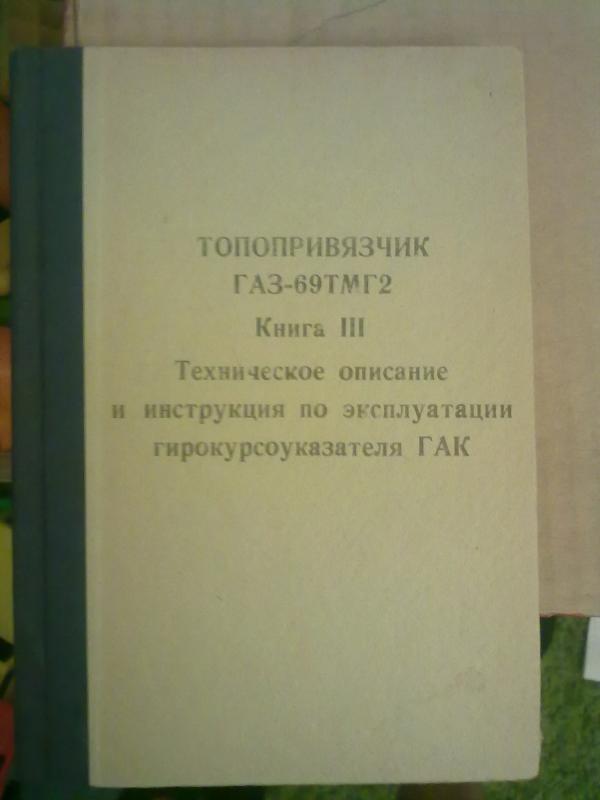 ТОПОПРИВЯЗЧИК
ГАЗ-69ТМГ2
Книга III
Техническое описание
и инструкция по эксплуатации
гирокурсоуказателя ГАК